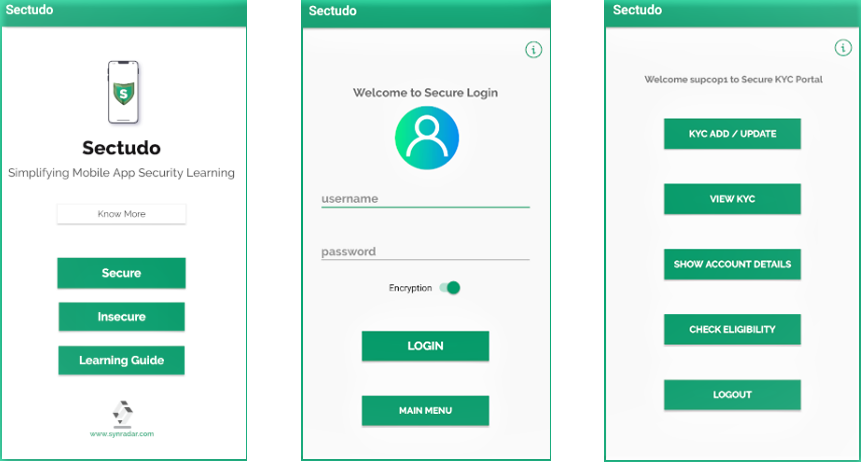 Sectudo
S
Sectudo
Simplifying Mobile App Security Learning
Know More
Secure
Insecure
Learning Guide
www.synradar.com
Sectudo
i
Welcome to Secure Login
username
password
Encryption
LOGIN
MAIN MENU
Sectudo
i
Welcome supcop1 to Secure KYC Portal
KYC ADD / UPDATE
VIEW KYC
SHOW ACCOUNT DETAILS
CHECK ELIGIBILITY
LOGOUT